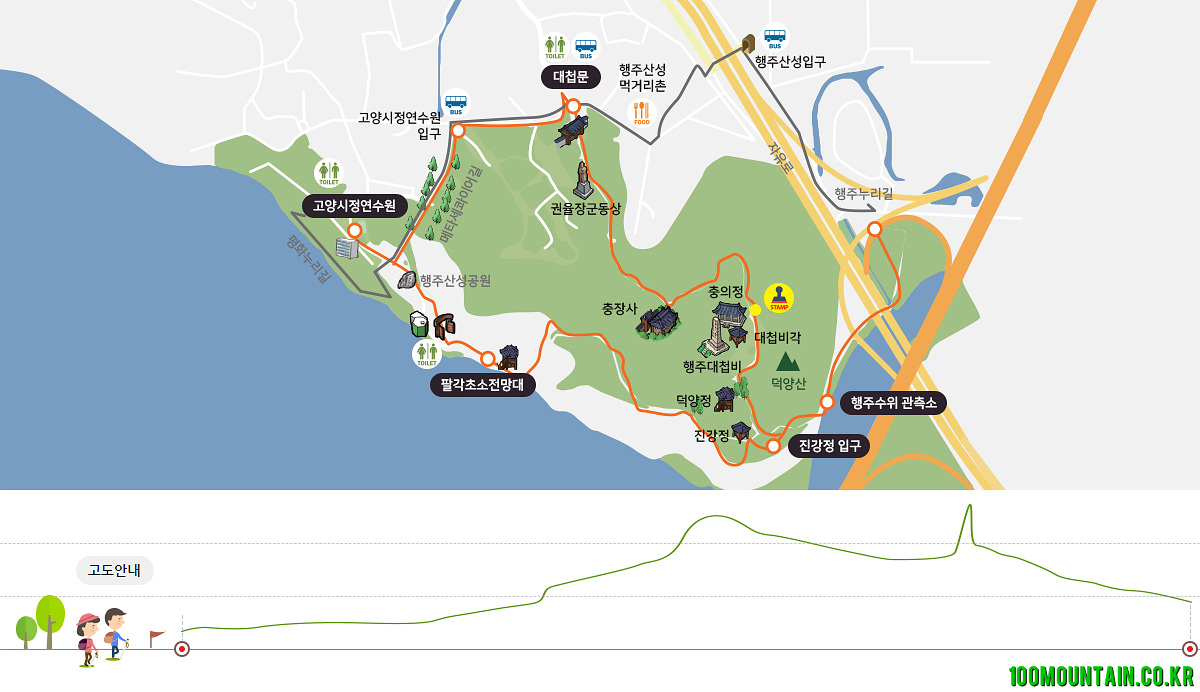 TOILET
BUS
대첩문
행주산성
먹거리촌
FOOD
BUS
행주산성입구
BUS
고양시정연수원
입구
자유로
TOILET
메타세콰이어길
고양시정연수원
권율장군동상
행주누리길
평화누리길
행주산성공원
충의정
STAMP
충장사
대첩비각
TOILET
행주대첩비
덕양산
팔각초소전망대
덕양정
행주수위 관측소
진강정
진강정 입구
고도안내
100MOUNTAIN.CO.KR